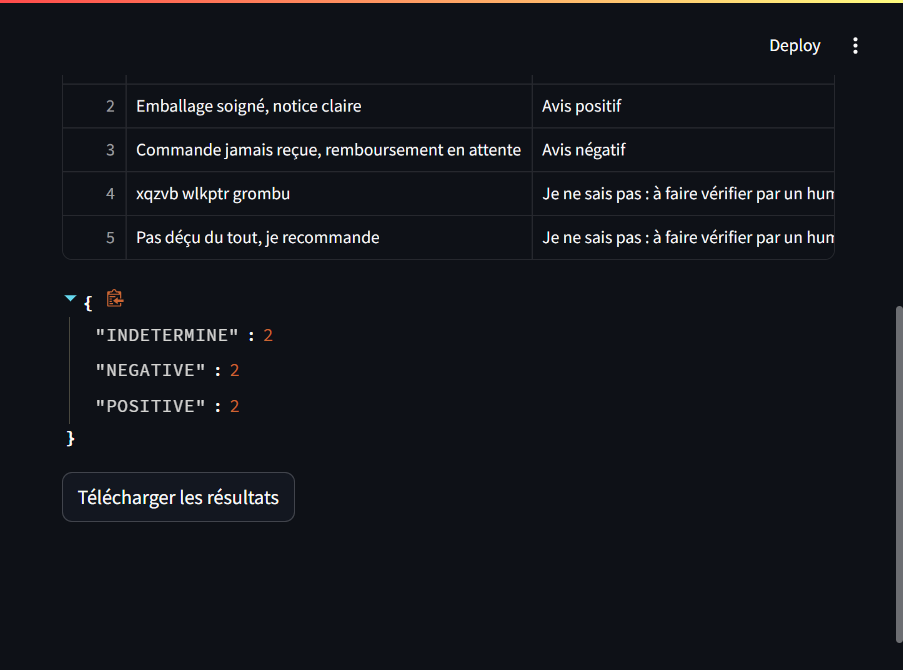 Deploy
2 Emballage soigné, notice claire Avis positif
3 Commande jamais reçue, remboursement en attente Avis négatif
4 xqzvb wlkptr grombu Je ne sais pas : à faire vérifier par un hum
5 Pas déçu du tout, je recommande Je ne sais pas : à faire vérifier par un hum
{
"INDETERMINE" : 2
"NEGATIVE" : 2
"POSITIVE" : 2
}
Télécharger les résultats